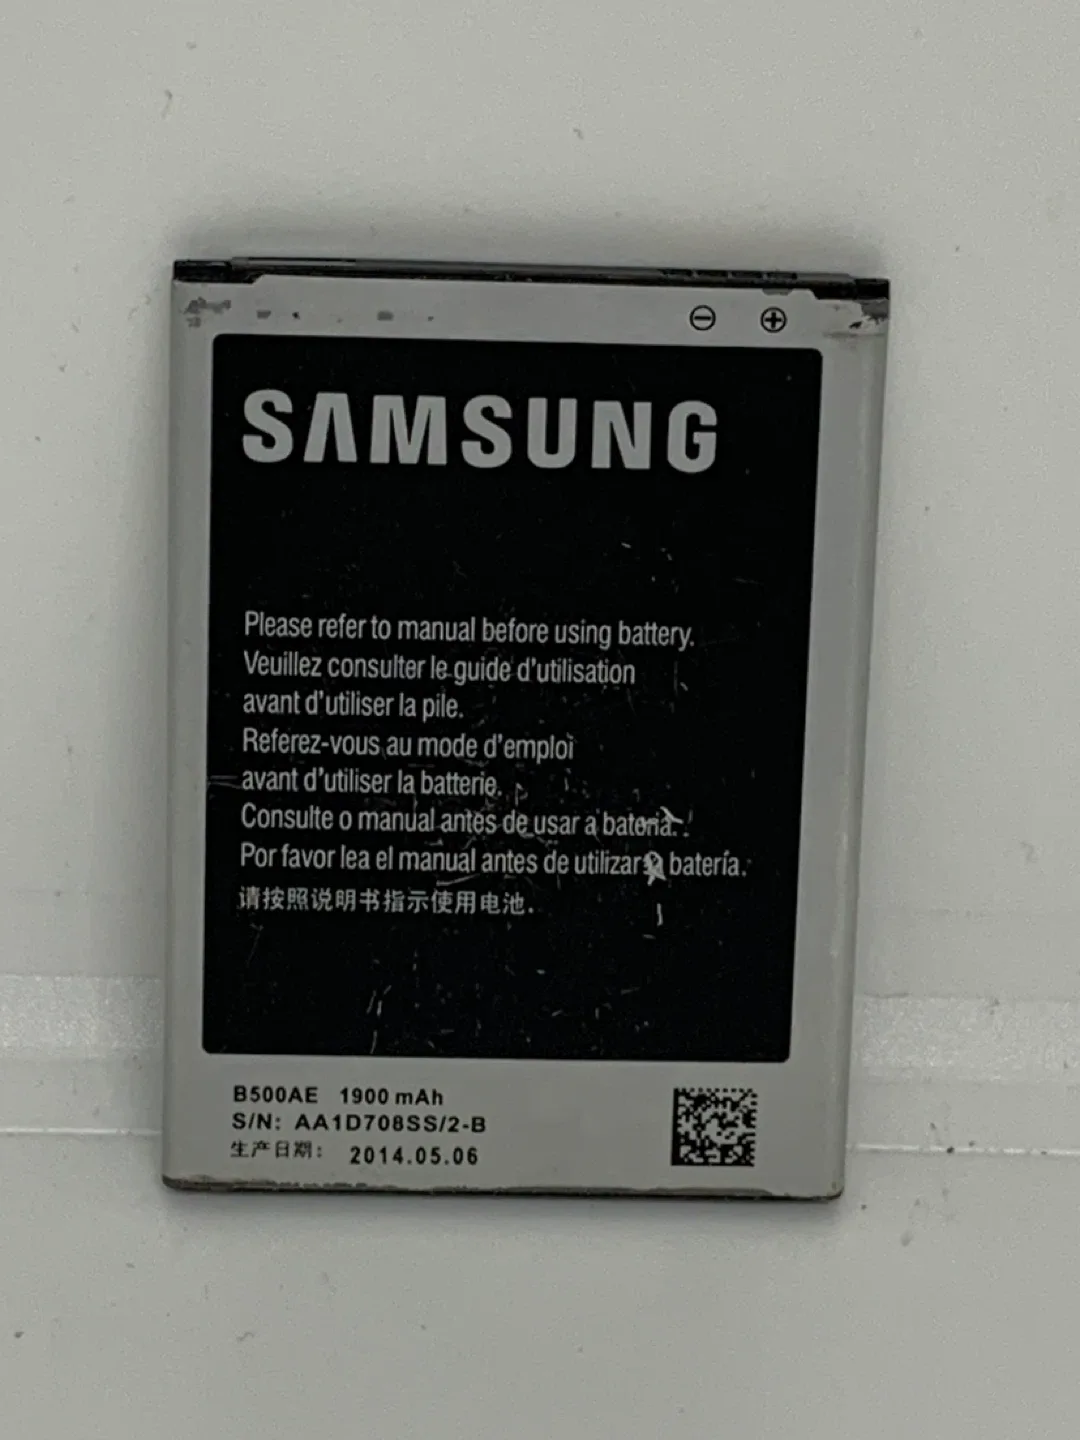 SAMSUNG
Please refer to manual before using battery.
Veuillez consulter le guide d'utilisation
avant d'utiliser la pile.
Referez-vous au mode d'emploi
avant d'utiliser la batterie.
Consulte o manual antes de usar a bateria.
Por favor lea el manual antes de utilizar la batería.
请按照说明书指示使用电池.
B500AE 1900 mAh
S/N: AA1D708SS/2-B
生产日期: 2014.05.06